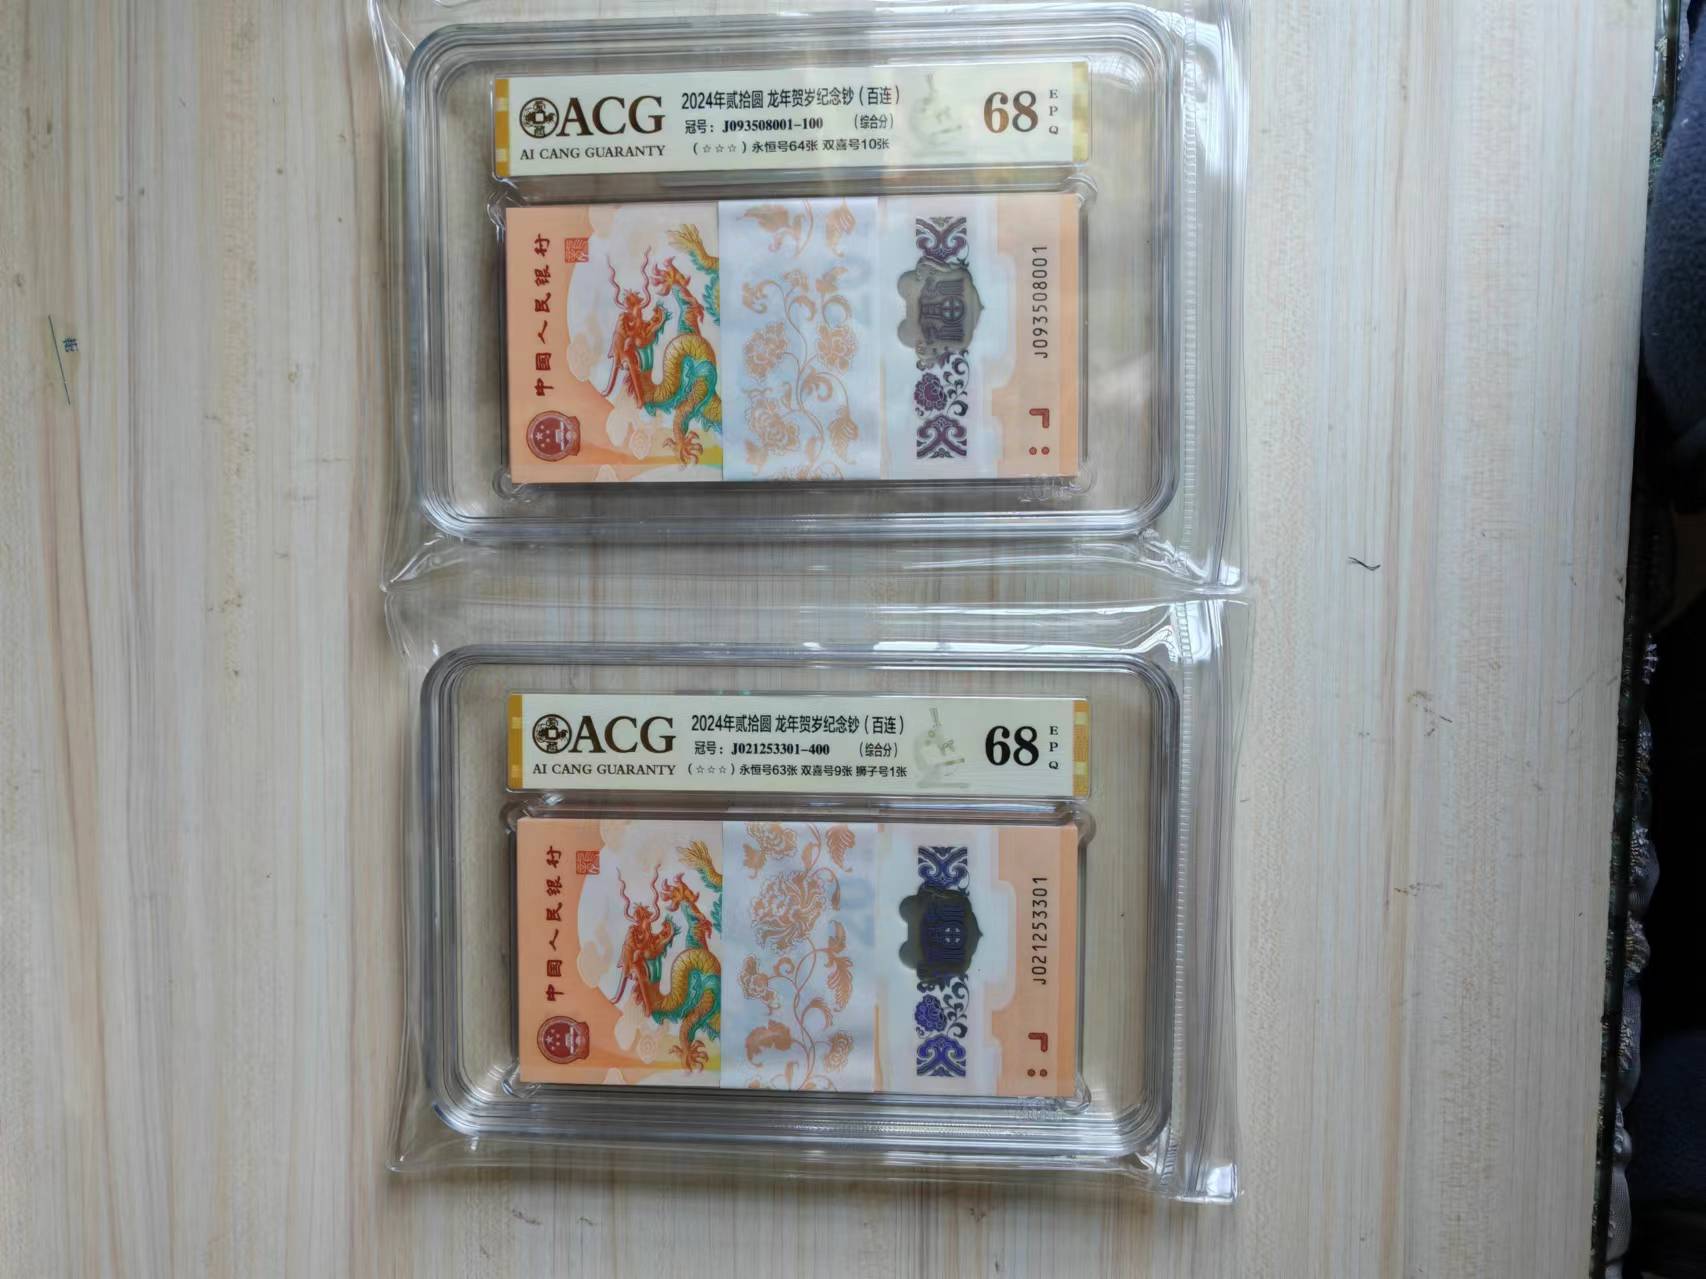 ACG
AI CANG GUARANTY
2024年贰拾圆 龙年贺岁纪念钞(百连)
冠号: J093508001-100 (综合分)
(☆☆☆) 永恒号64张 双喜号10张
68
EPQ
中国人民银行
J093508001
J
ACG
AI CANG GUARANTY
2024年贰拾圆 龙年贺岁纪念钞(百连)
冠号: J021253301-400 (综合分)
(☆☆☆) 永恒号63张 双喜号9张 狮子号1张
68
EPQ
中国人民银行
20
J021253301
J